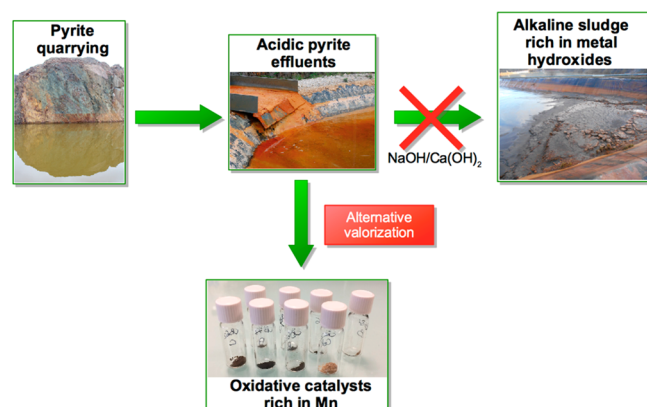 Pyrite
quarrying
Acidic pyrite
effluents
Alkaline sludge
rich in metal
hydroxides
NaOH/Ca(OH)₂
Alternative
valorization
Oxidative catalysts
rich in Mn